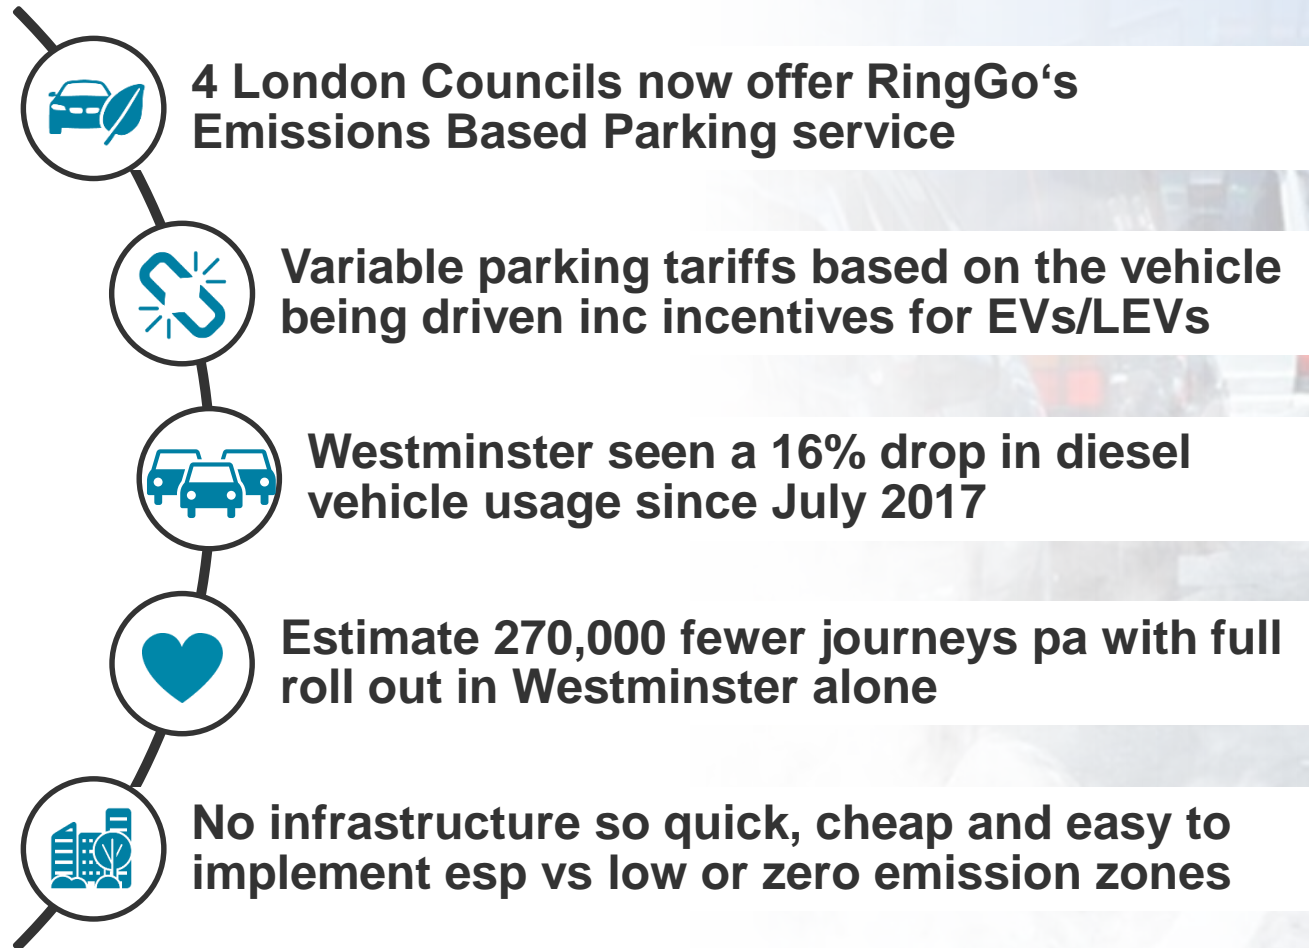 4 London Councils now offer RingGo‘s
Emissions Based Parking service
Variable parking tariffs based on the vehicle
being driven inc incentives for EVs/LEVs
Westminster seen a 16% drop in diesel
vehicle usage since July 2017
Estimate 270,000 fewer journeys pa with full
roll out in Westminster alone
No infrastructure so quick, cheap and easy to
implement esp vs low or zero emission zones